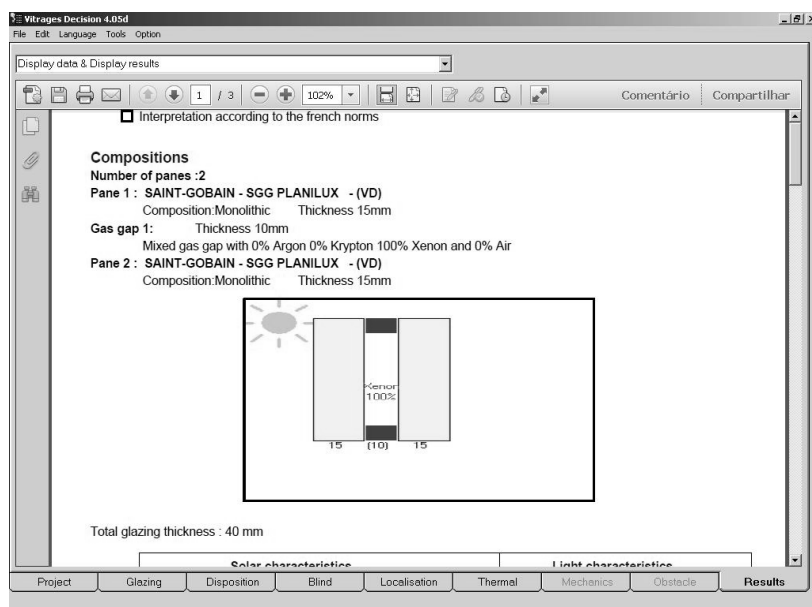 Vitrages Decision 4.05d
File Edit Language Tools Option
Display data & Display results
1 / 3 102% Comentário Compartilhar
Interpretation according to the french norms
Compositions
Number of panes :2
Pane 1 : SAINT-GOBAIN - SGG PLANILUX - (VD)
Composition:Monolithic Thickness 15mm
Gas gap 1: Thickness 10mm
Mixed gas gap with 0% Argon 0% Krypton 100% Xenon and 0% Air
Pane 2 : SAINT-GOBAIN - SGG PLANILUX - (VD)
Composition:Monolithic Thickness 15mm
Xenon
100%
15 (10) 15
Total glazing thickness : 40 mm
Solar characteristics Light characteristics
Project Glazing Disposition Blind Localisation Thermal Mechanics Obstacle Results